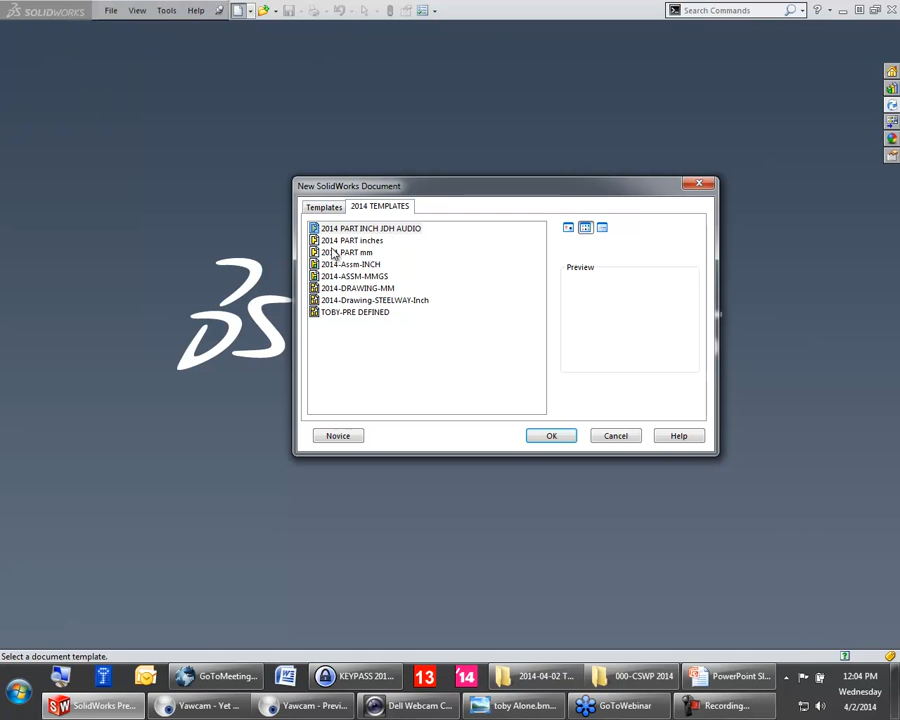 SOLIDWORKS File View Tools Help Search Commands ?
New SolidWorks Document
Templates 2014 TEMPLATES
2014 PART INCH JDH AUDIO
2014 PART inches
2014 PART mm
2014-Assm-INCH
2014-ASSM-MMGS
2014-DRAWING-MM
2014-Drawing-STEELWAY-Inch
TOBY-PRE DEFINED
Preview
Novice OK Cancel Help
DS
Select a document template.
GoToMeeting... KEYPASS 201... 13 14 2014-04-02 T... 000-CSWP 2014 PowerPoint Sl... 12:04 PM
Wednesday
SolidWorks Pre... Yawcam - Yet ... Yawcam - Previ... Dell Webcam C... toby Alone.bm... GoToWebinar Recording... 4/2/2014